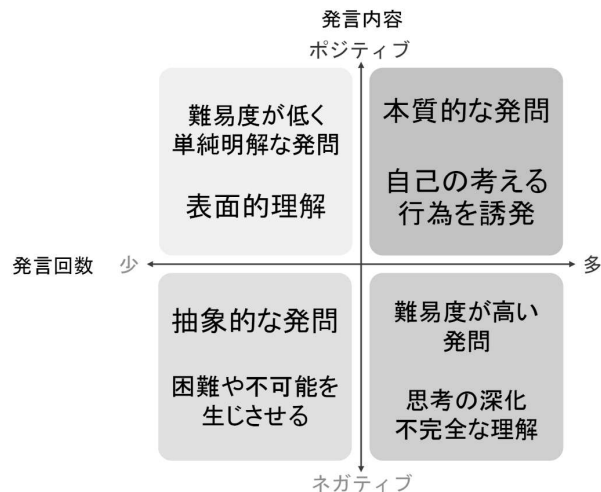 発言内容
ポジティブ
難易度が低く
単純明解な発問
表面的理解
本質的な発問
自己の考える
行為を誘発
発言回数
少
多
抽象的な発問
困難や不可能を
生じさせる
難易度が高い
発問
思考の深化
不完全な理解
ネガティブ